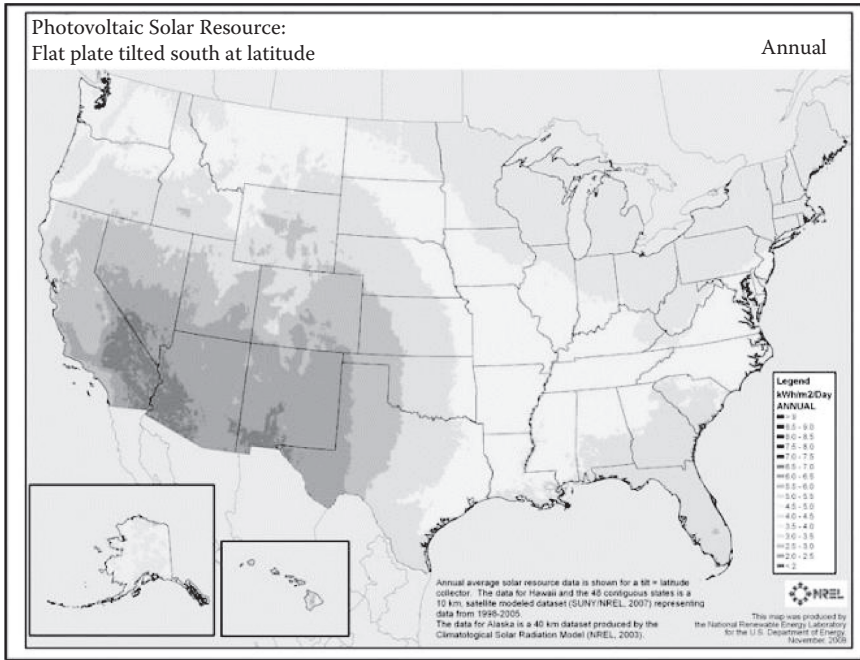 Photovoltaic Solar Resource:
Flat plate tilted south at latitude
Annual
Legend
kWh/m2/Day
ANNUAL
> 9
8.5 - 9.0
8.0 - 8.5
7.5 - 8.0
7.0 - 7.5
6.5 - 7.0
6.0 - 6.5
5.5 - 6.0
5.0 - 5.5
4.5 - 5.0
4.0 - 4.5
3.5 - 4.0
3.0 - 3.5
2.5 - 3.0
2.0 - 2.5
< 2
Annual average solar resource data is shown for a tilt = latitude
collector. The data for Hawaii and the 48 contiguous states is a
10 km, satellite modeled dataset (SUNY/NREL, 2007) representing
data from 1998-2005.
The data for Alaska is a 40 km dataset produced by the
Climatological Solar Radiation Model (NREL, 2003).
NREL
This map was produced by
the National Renewable Energy Laboratory
for the U.S. Department of Energy.
November, 2008